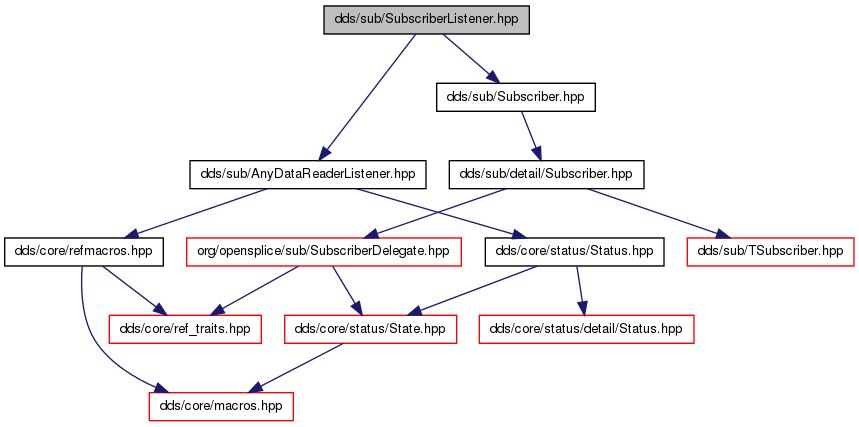 dds/sub/SubscriberListener.hpp
dds/sub/Subscriber.hpp
dds/sub/AnyDataReaderListener.hpp
dds/sub/detail/Subscriber.hpp
dds/core/refmacros.hpp
org/opensplice/sub/SubscriberDelegate.hpp
dds/core/status/Status.hpp
dds/sub/TSubscriber.hpp
dds/core/ref_traits.hpp
dds/core/status/State.hpp
dds/core/status/detail/Status.hpp
dds/core/macros.hpp